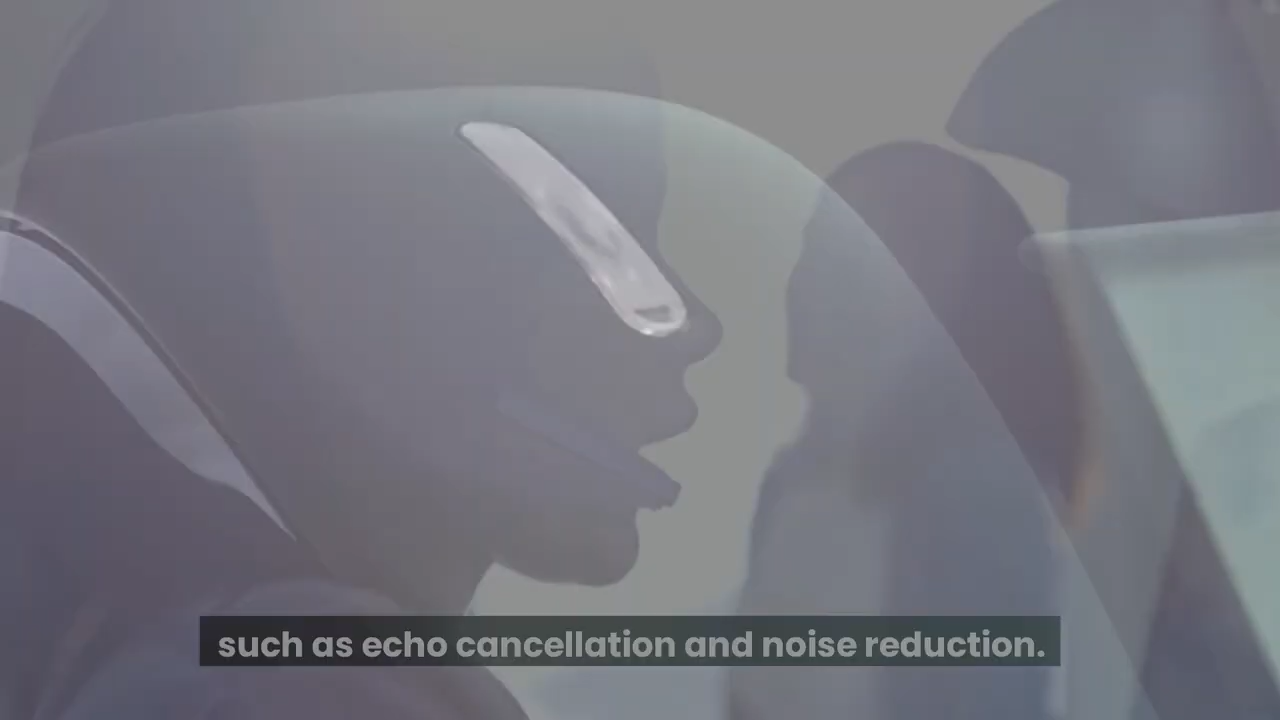 such as echo cancellation and noise reduction.